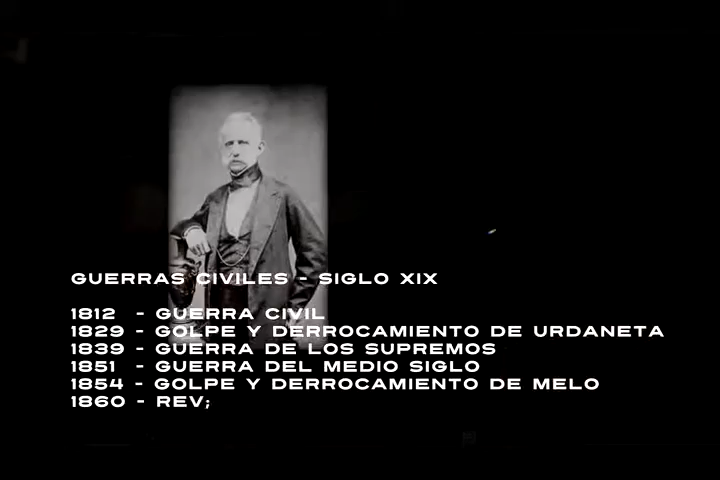 GUERRAS CIVILES - SIGLO XIX
1812 - GUERRA CIVIL
1829 - GOLPE Y DERROCAMIENTO DE URDANETA
1839 - GUERRA DE LOS SUPREMOS
1851 - GUERRA DEL MEDIO SIGLO
1854 - GOLPE Y DERROCAMIENTO DE MELO
1860 - REV;